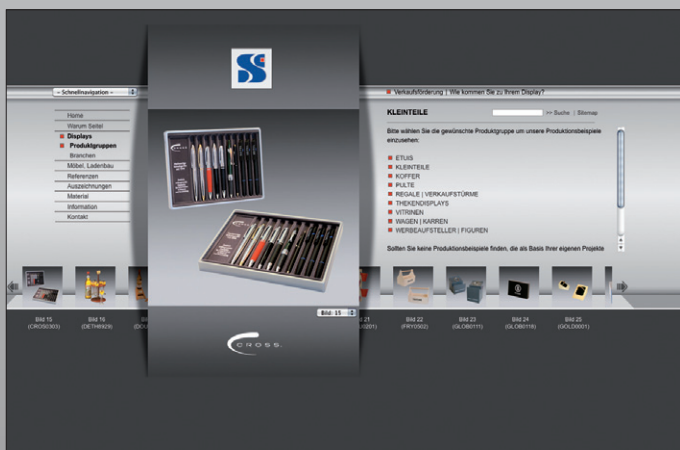 S
- Schnellnavigation -
Verkaufsförderung | Wie kommen Sie zu Ihrem Display?
Home
Warum Seitel
Displays
Produktgruppen
Branchen
Möbel, Ladenbau
Referenzen
Auszeichnungen
Material
Information
Kontakt
KLEINTEILE
>> Suche | Sitemap
Bitte wählen Sie die gewünschte Produktgruppe um unsere Produktionsbeispiele
einzusehen:
ETUIS
KLEINTEILE
KOFFER
PULTE
REGALE | VERKAUFSTÜRME
THEKENDISPLAYS
VITRINEN
WAGEN | KARREN
WERBEAUFSTELLER | FIGUREN
Sollten Sie keine Produktionsbeispiele finden, die als Basis Ihrer eigenen Projekte
CROSS
CROSS
Bild: 15
Bild 15
(CROS0303)
Bild 16
(DETH8929)
Bild 22
(FRY0502)
Bild 23
(GLOB0111)
Bild 24
(GLOB0116)
Bild 25
(GOLD0001)
CROSS